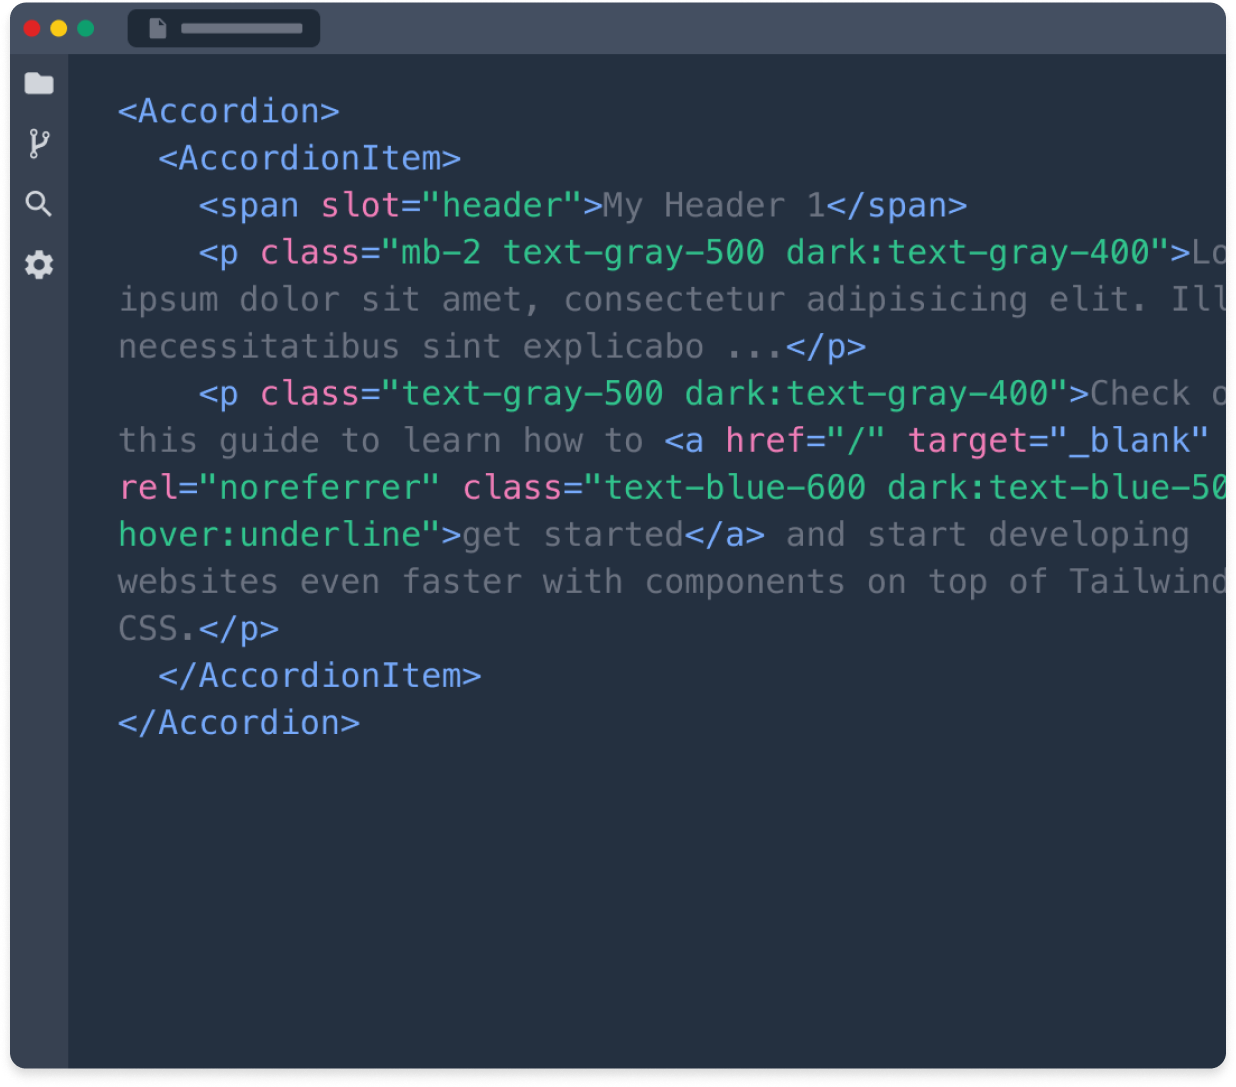 <Accordion>
<AccordionItem>
<span slot="header">My Header 1</span>
<p class="mb-2 text-gray-500 dark:text-gray-400">Lo
ipsum dolor sit amet, consectetur adipisicing elit. Ill
necessitatibus sint explicabo ...</p>
<p class="text-gray-500 dark:text-gray-400">Check o
this guide to learn how to <a href="/" target="_blank"
rel="noreferrer" class="text-blue-600 dark:text-blue-50
hover:underline">get started</a> and start developing
websites even faster with components on top of Tailwind
CSS.</p>
</AccordionItem>
</Accordion>